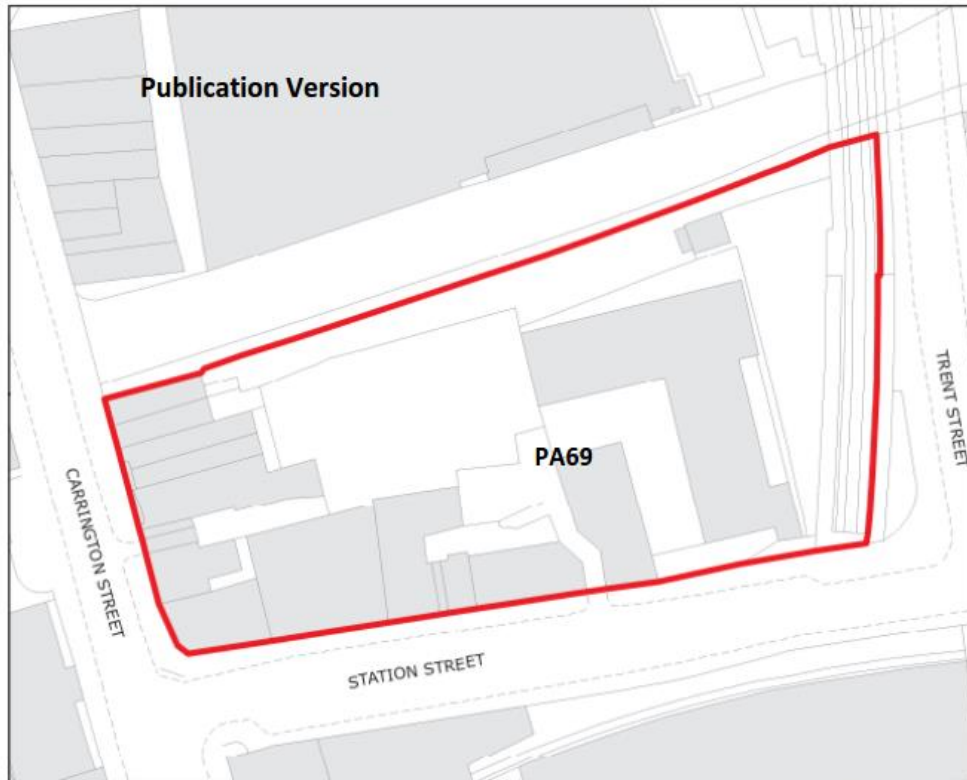 Publication Version
PA69
CARRINGTON STREET
TRENT STREET
STATION STREET